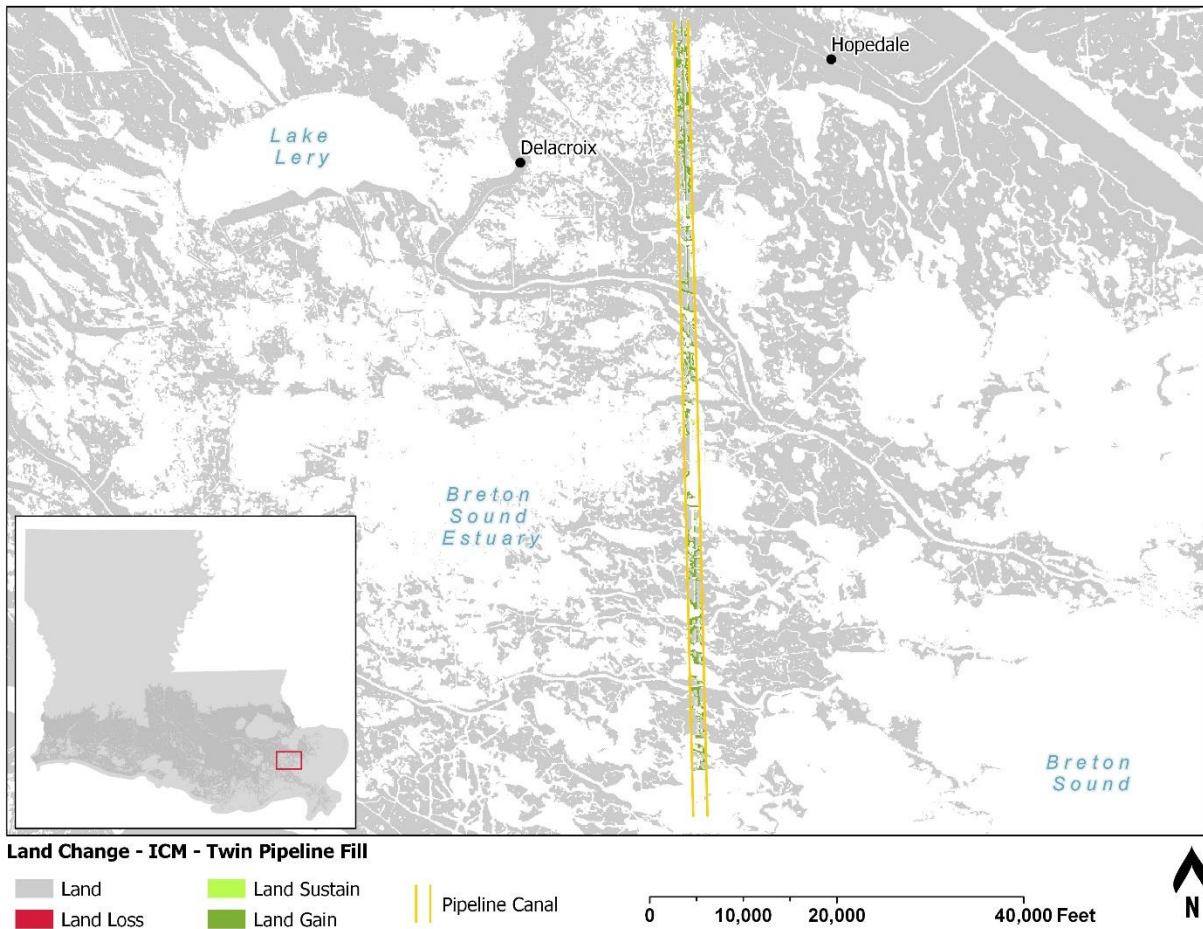 Hopedale
Lake
Lery
Delacroix
Breton
Sound
Estuary
Breton
Sound
Land Change - ICM - Twin Pipeline Fill
Land
Land Sustain
Pipeline Canal
Land Loss
Land Gain
0 10,000 20,000 40,000 Feet
N